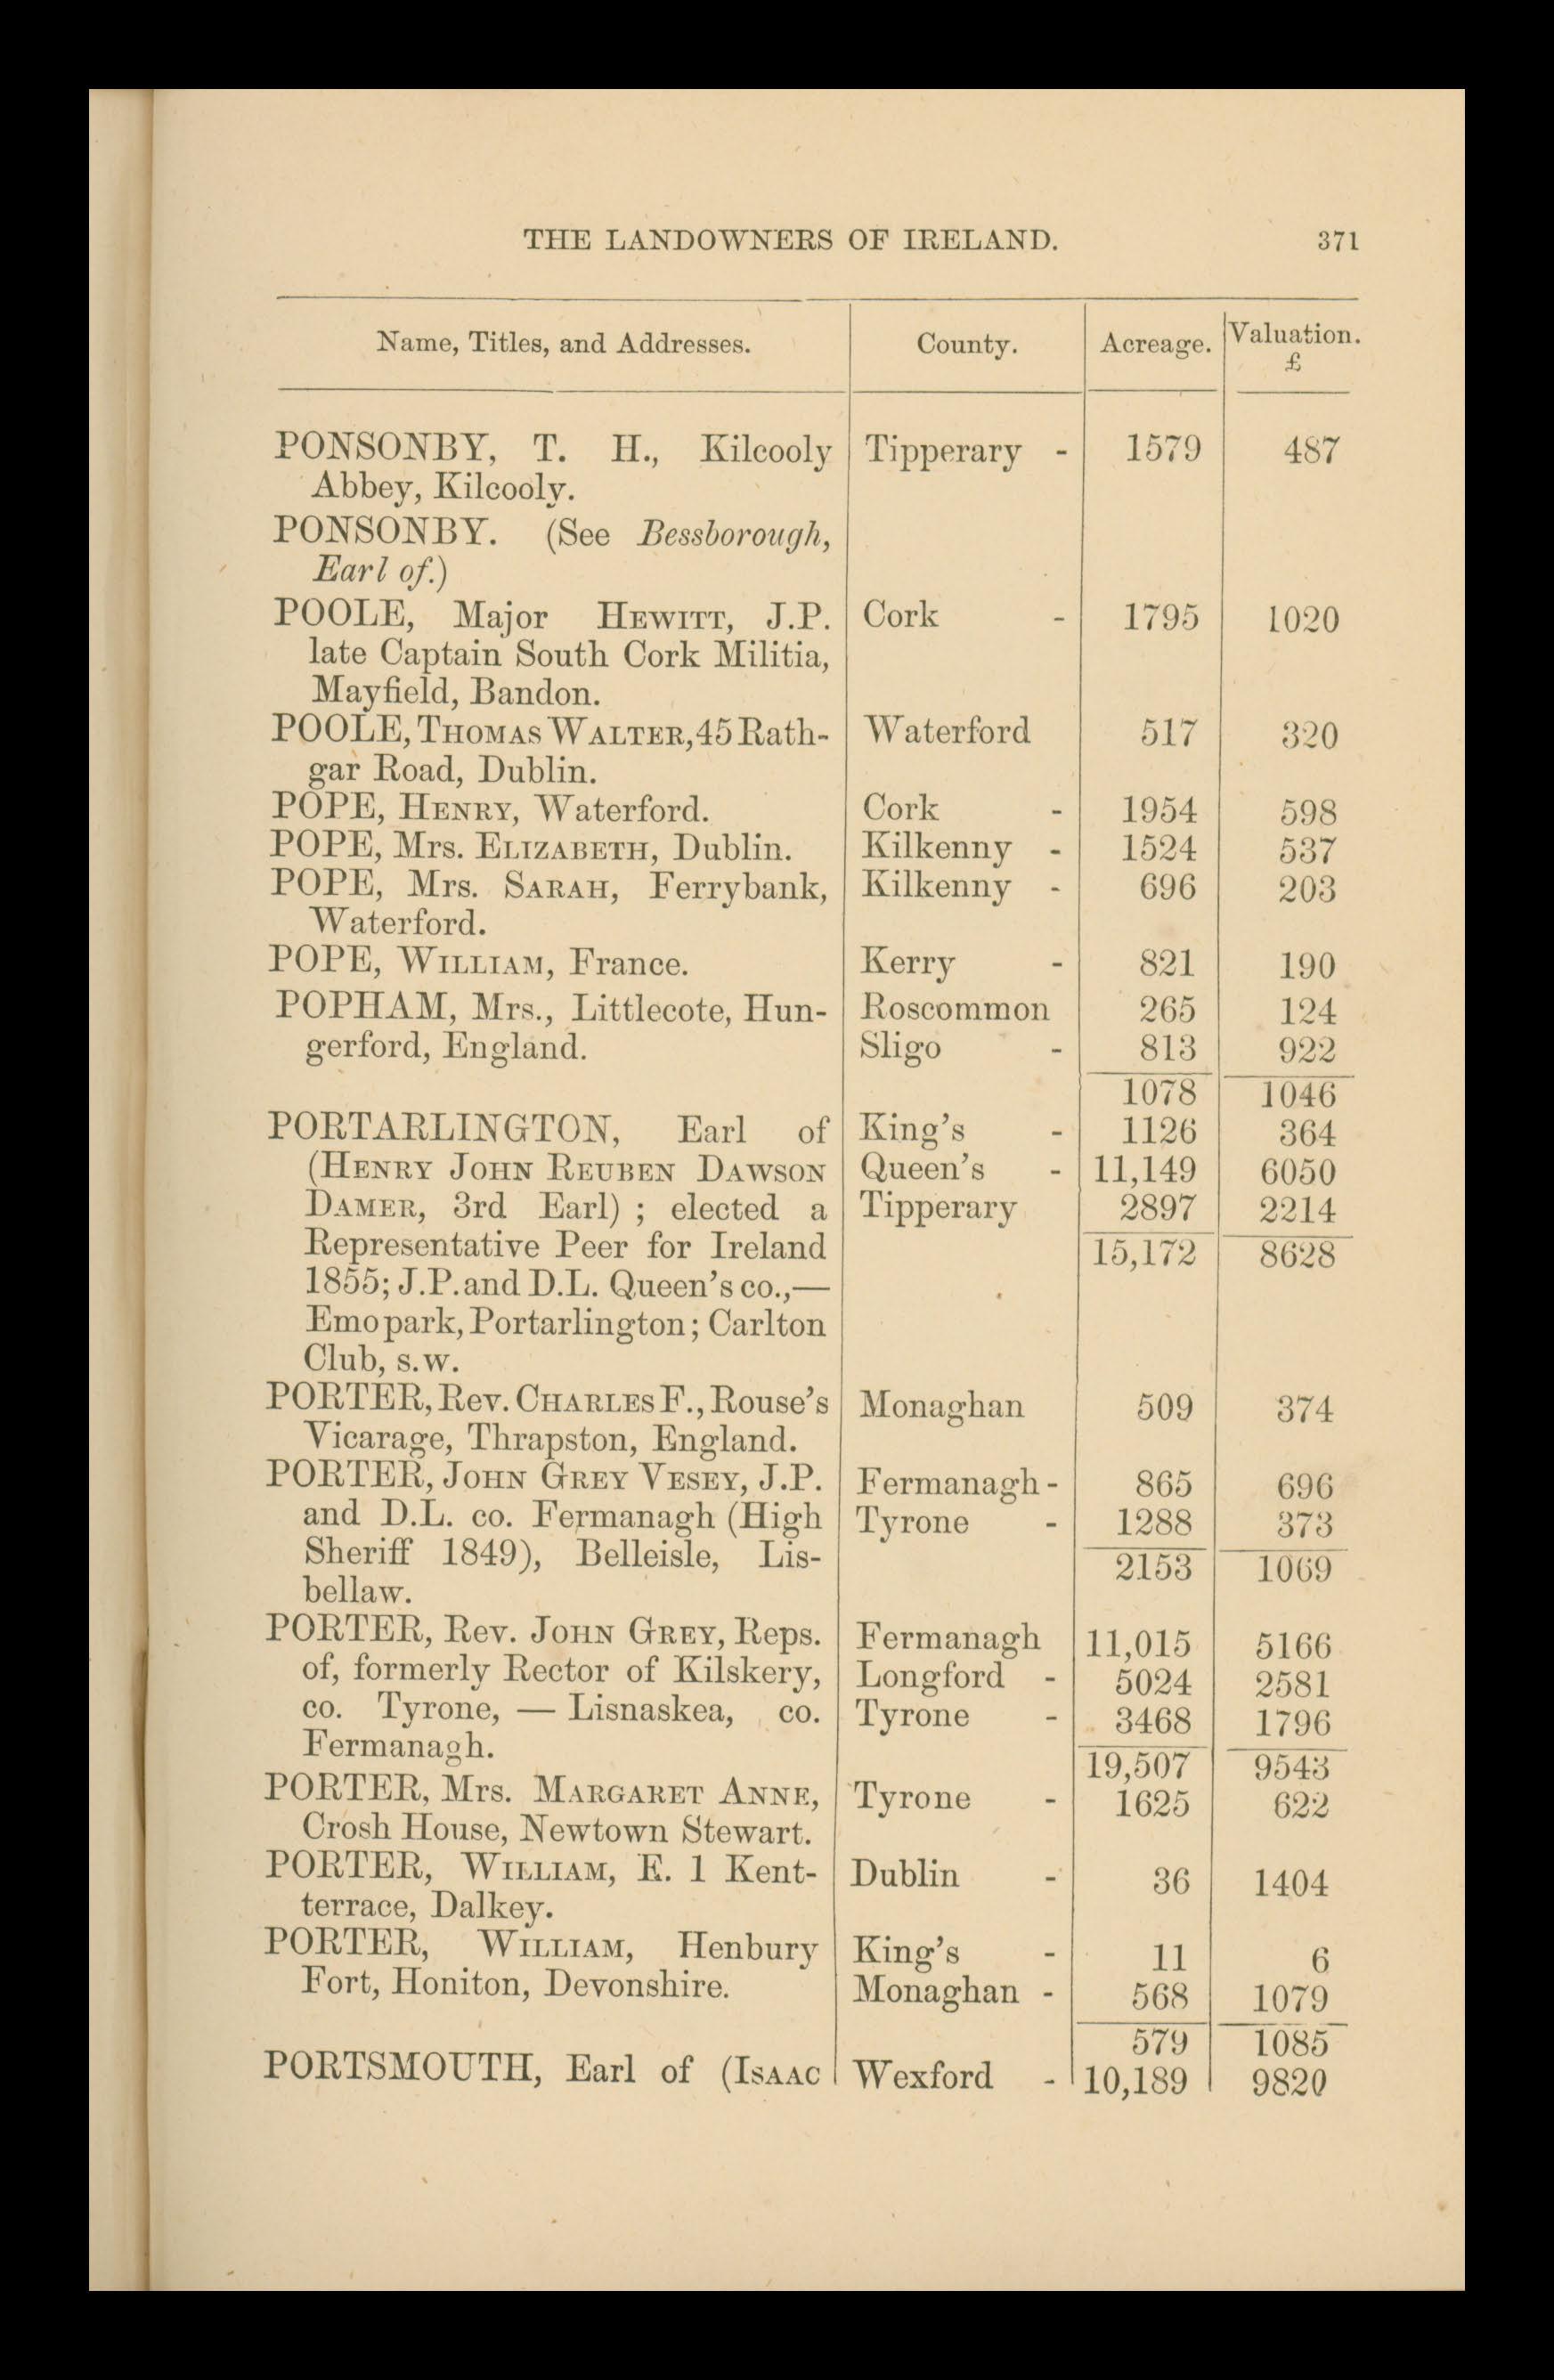 THE LANDOWNERS OF IRELAND. 371
Name, Titles, and Addresses. County. Acreage. Valuation.
£
PONSONBY, T. H., Kilcooly Tipperary - 1579 487
Abbey, Kilcooly.
PONSONBY. (See Bessborough,
Earl of.)
POOLE, Major HEWITT, J.P. Cork - 1795 1020
late Captain South Cork Militia,
Mayfield, Bandon.
POOLE, THOMAS WALTER, 45 Rath- Waterford 517 320
gar Road, Dublin.
POPE, HENRY, Waterford. Cork - 1954 598
POPE, Mrs. ELIZABETH, Dublin. Kilkenny - 1524 537
POPE, Mrs. SARAH, Ferrybank, Kilkenny - 696 203
Waterford.
POPE, WILLIAM, France. Kerry - 821 190
POPHAM, Mrs., Littlecote, Hun- Roscommon 265 124
gerford, England. Sligo - 813 922
1078 1046
PORTARLINGTON, Earl of King's - 1126 364
(HENRY JOHN REUBEN DAWSON Queen's - 11,149 6050
DAMER, 3rd Earl) ; elected a Tipperary 2897 2214
Representative Peer for Ireland 15,172 8628
1855; J.P. and D.L. Queen's co.,—
Emo park, Portarlington; Carlton
Club, S.W.
PORTER, Rev. CHARLES F., Rouse's Monaghan 509 374
Vicarage, Thrapston, England.
PORTER, JOHN GREY VESEY, J.P. Fermanagh - 865 696
and D.L. co. Fermanagh (High Tyrone - 1288 373
Sheriff 1849), Belleisle, Lis- 2153 1069
bellaw.
PORTER, Rev. JOHN GREY, Reps. Fermanagh 11,015 5166
of, formerly Rector of Kilskery, Longford - 5024 2581
co. Tyrone, — Lisnaskea, co. Tyrone - 3468 1796
Fermanagh. 19,507 9543
PORTER, Mrs. MARGARET ANNE, Tyrone - 1625 622
Crosh House, Newtown Stewart.
PORTER, WILLIAM, E. 1 Kent- Dublin - 36 1404
terrace, Dalkey.
PORTER, WILLIAM, Henbury King's - 11 6
Fort, Honiton, Devonshire. Monaghan - 568 1079
579 1085
PORTSMOUTH, Earl of (ISAAC Wexford - 10,189 9820